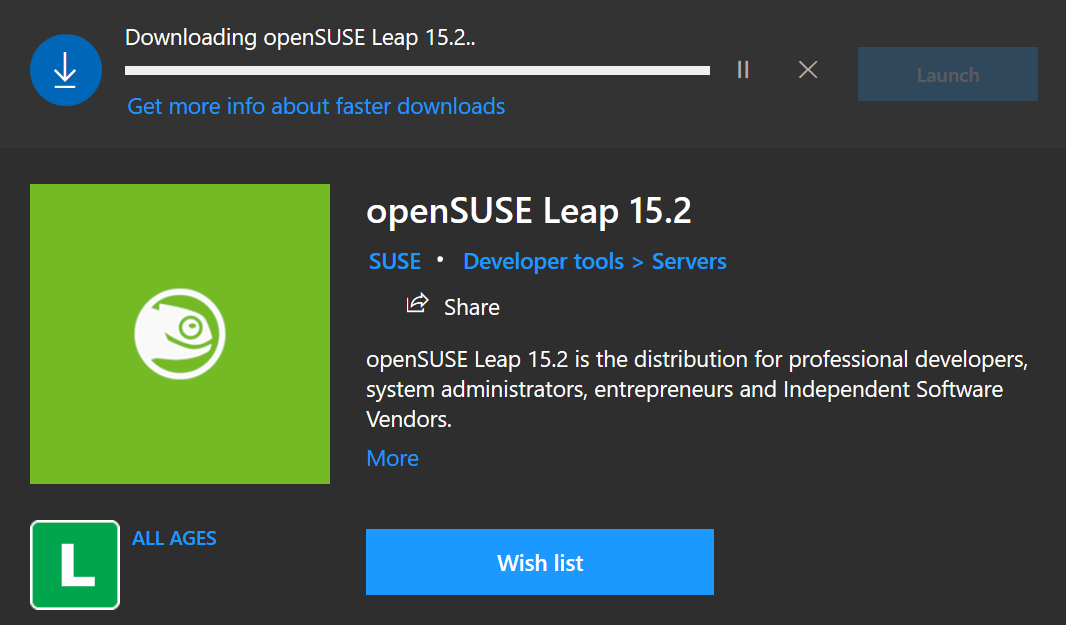 Downloading openSUSE Leap 15.2..
Launch
Get more info about faster downloads
openSUSE Leap 15.2
SUSE • Developer tools > Servers
Share
openSUSE Leap 15.2 is the distribution for professional developers,
system administrators, entrepreneurs and Independent Software
Vendors.
More
L
ALL AGES
Wish list